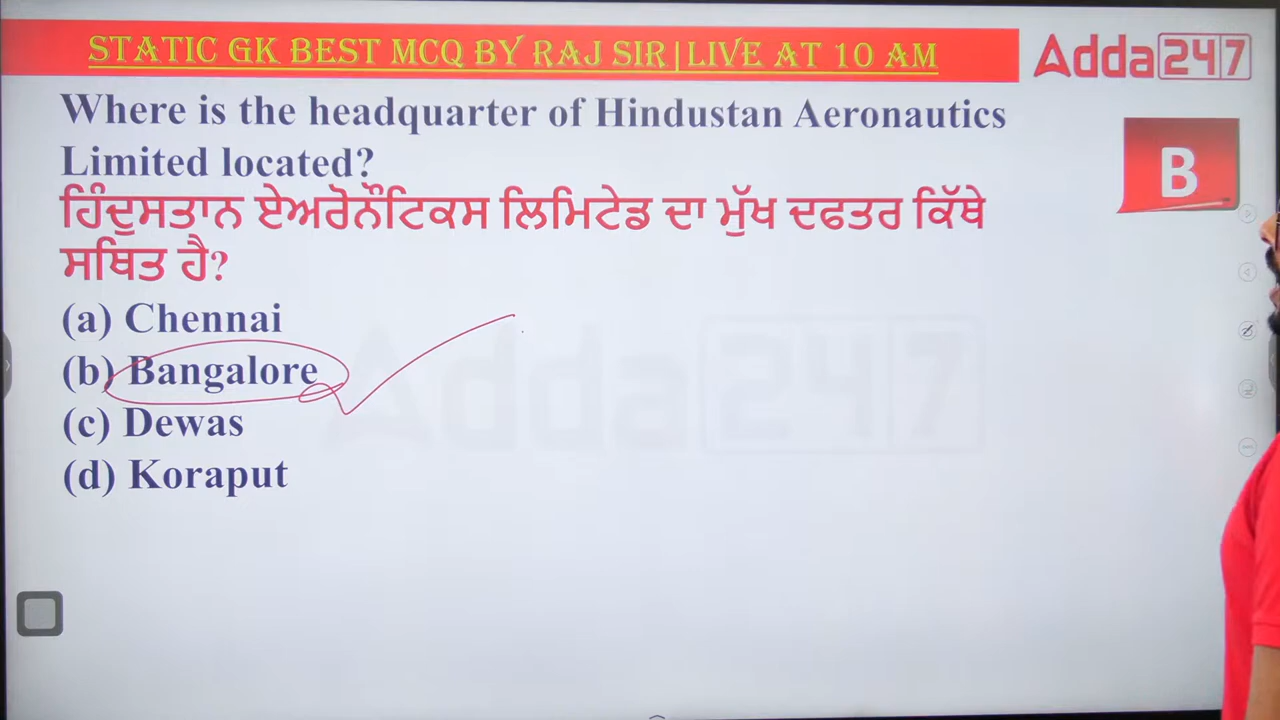 STATIC GK BEST MCQ BY RAJ SIR|LIVE AT 10 AM
Adda247
Where is the headquarter of Hindustan Aeronautics
Limited located?
B
ਹਿੰਦੁਸਤਾਨ ਏਅਰੋਨੌਟਿਕਸ ਲਿਮਿਟੇਡ ਦਾ ਮੁੱਖ ਦਫਤਰ ਕਿੱਥੇ
ਸਥਿਤ ਹੈ?
(a) Chennai
(b) Bangalore
(c) Dewas
(d) Koraput
Adda247